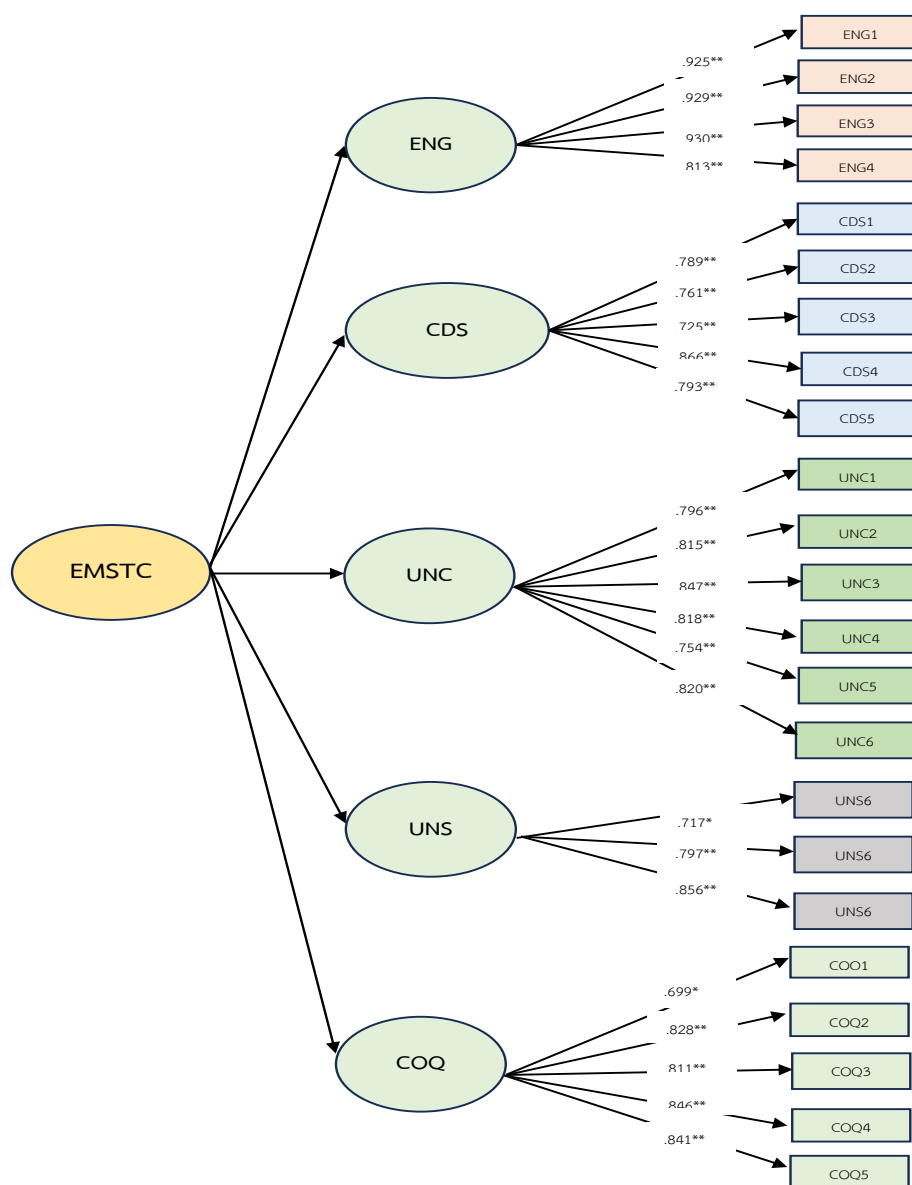 ENG1
.925**
ENG2
.929**
ENG
ENG3
.930**
ENG4
.813**
CDS1
.789**
CDS2
.761**
CDS3
CDS
.725**
.866**
CDS4
.793**
CDS5
UNC1
.796**
UNC2
.815**
EMSTC
UNC
UNC3
.847**
.818**
UNC4
.754**
UNC5
.820**
UNC6
UNS6
.717*
UNS
.797**
UNS6
.856**
UNS6
COO1
.699*
COQ2
.828**
COQ
.811**
COQ3
.846**
COQ4
.841**
COQ5